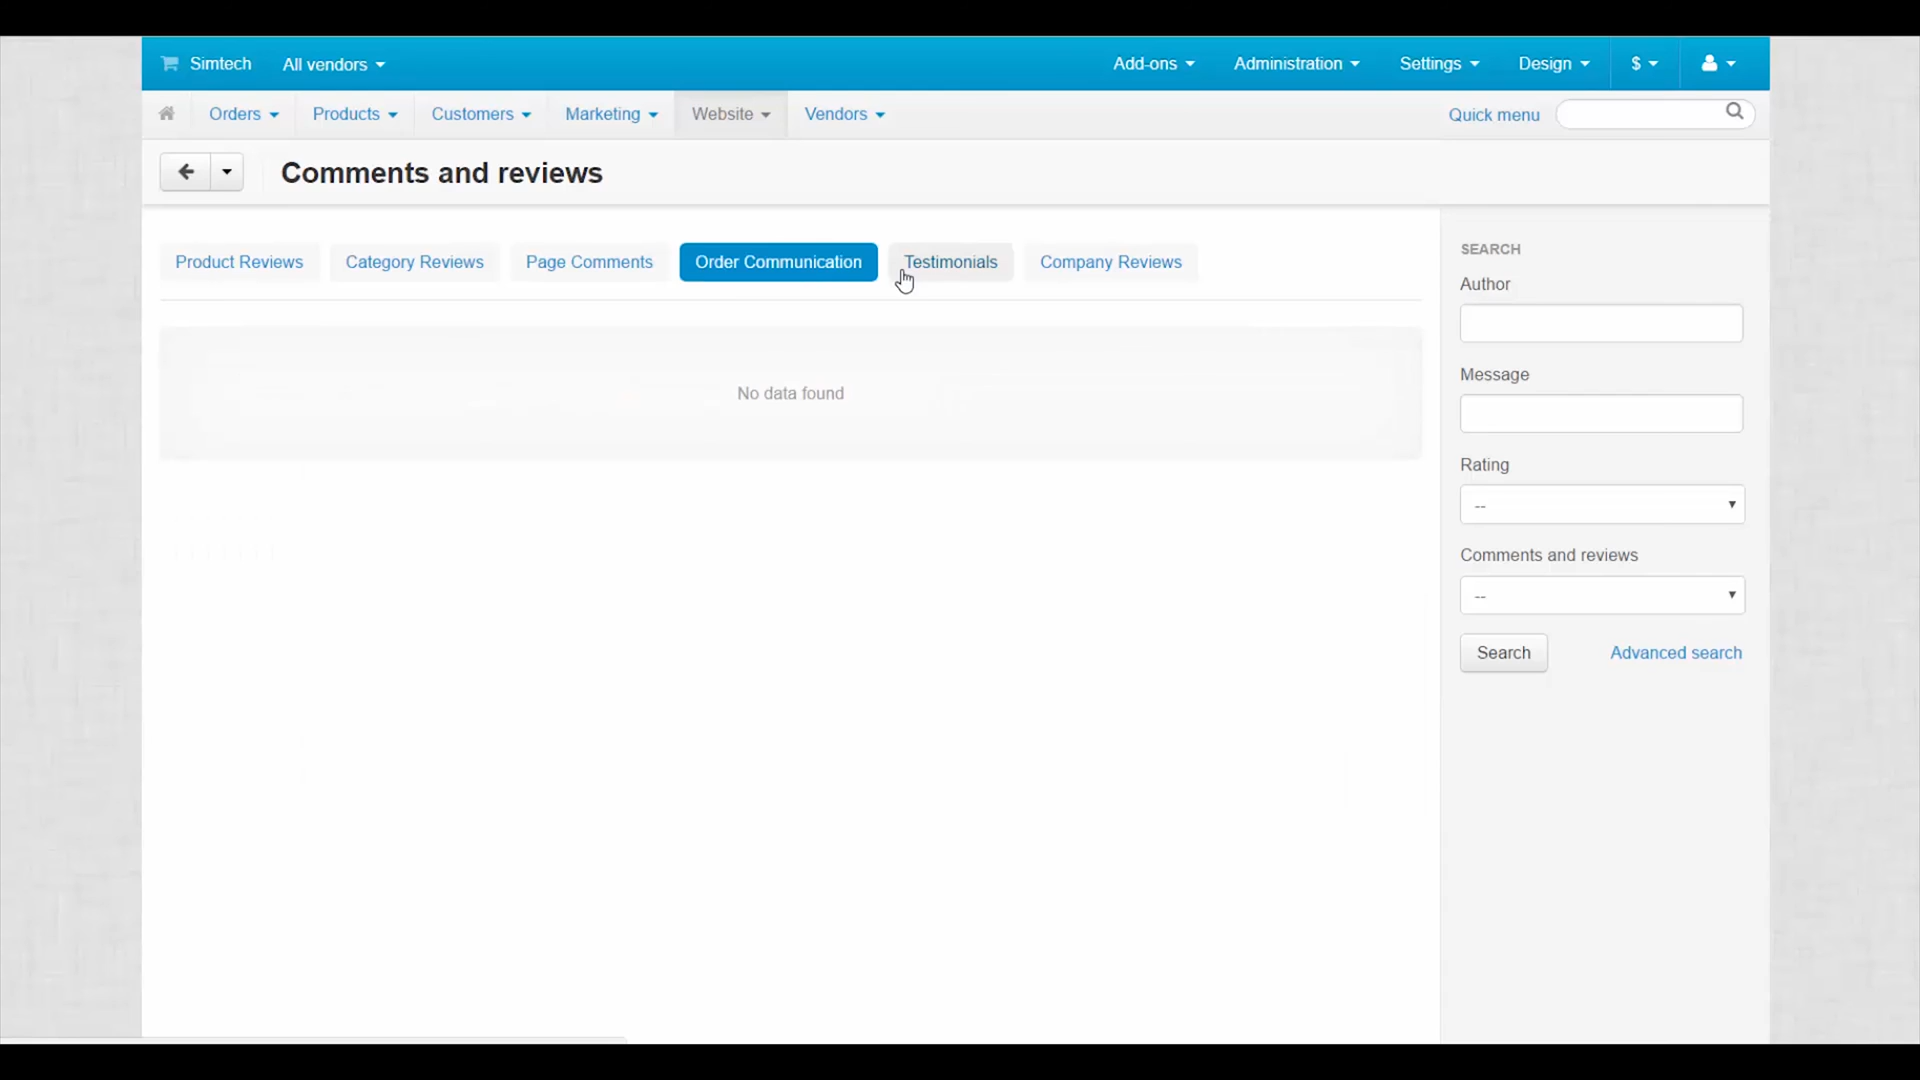 Simtech All vendors Add-ons Administration Settings Design $
Orders Products Customers Marketing Website Vendors Quick menu
Comments and reviews
Product Reviews Category Reviews Page Comments Order Communication Testimonials Company Reviews
No data found
SEARCH
Author
Message
Rating
--
Comments and reviews
--
Search Advanced search